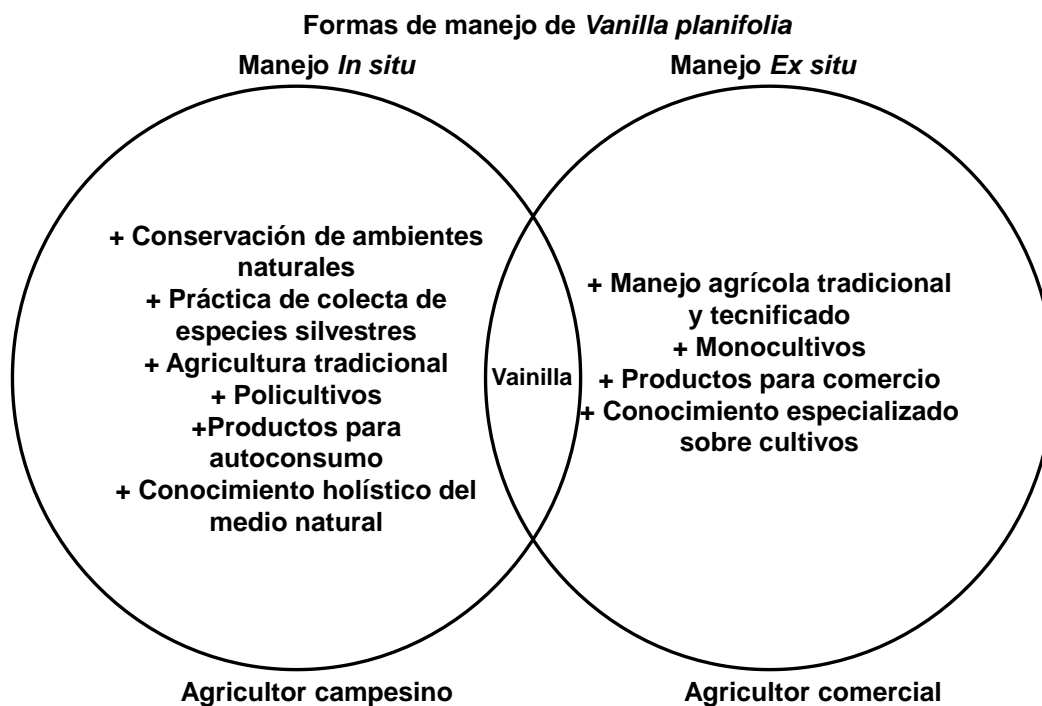 Formas de manejo de Vanilla planifolia
Manejo In situ
Manejo Ex situ
+ Conservación de ambientes
naturales
+ Práctica de colecta de
especies silvestres
+ Agricultura tradicional
+ Policultivos
+Productos para
autoconsumo
+ Conocimiento holístico del
medio natural
Vainilla
+ Manejo agrícola tradicional
y tecnificado
+ Monocultivos
+ Productos para comercio
+ Conocimiento especializado
sobre cultivos
Agricultor campesino
Agricultor comercial